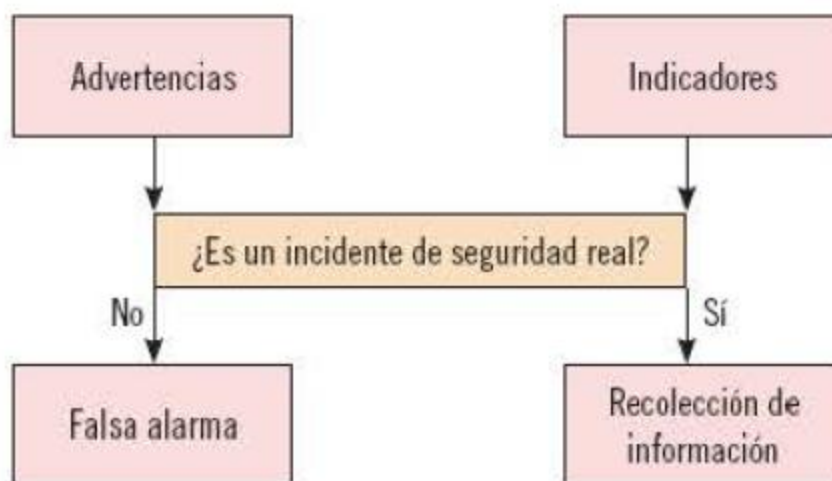 Advertencias
Indicadores
¿Es un incidente de seguridad real?
No
Sí
Falsa alarma
Recolección de
información